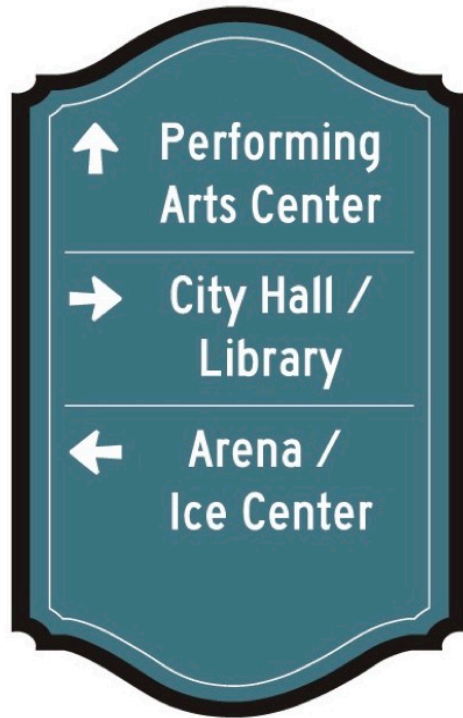 Performing
Arts Center
City Hall /
Library
Arena /
Ice Center